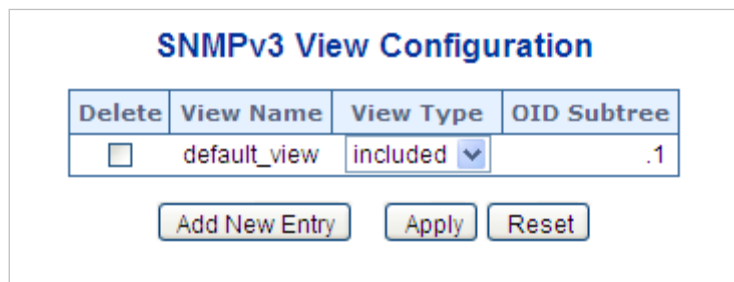 SNMPv3 View Configuration
Delete View Name View Type OID Subtree
default_view included .1
Add New Entry Apply Reset